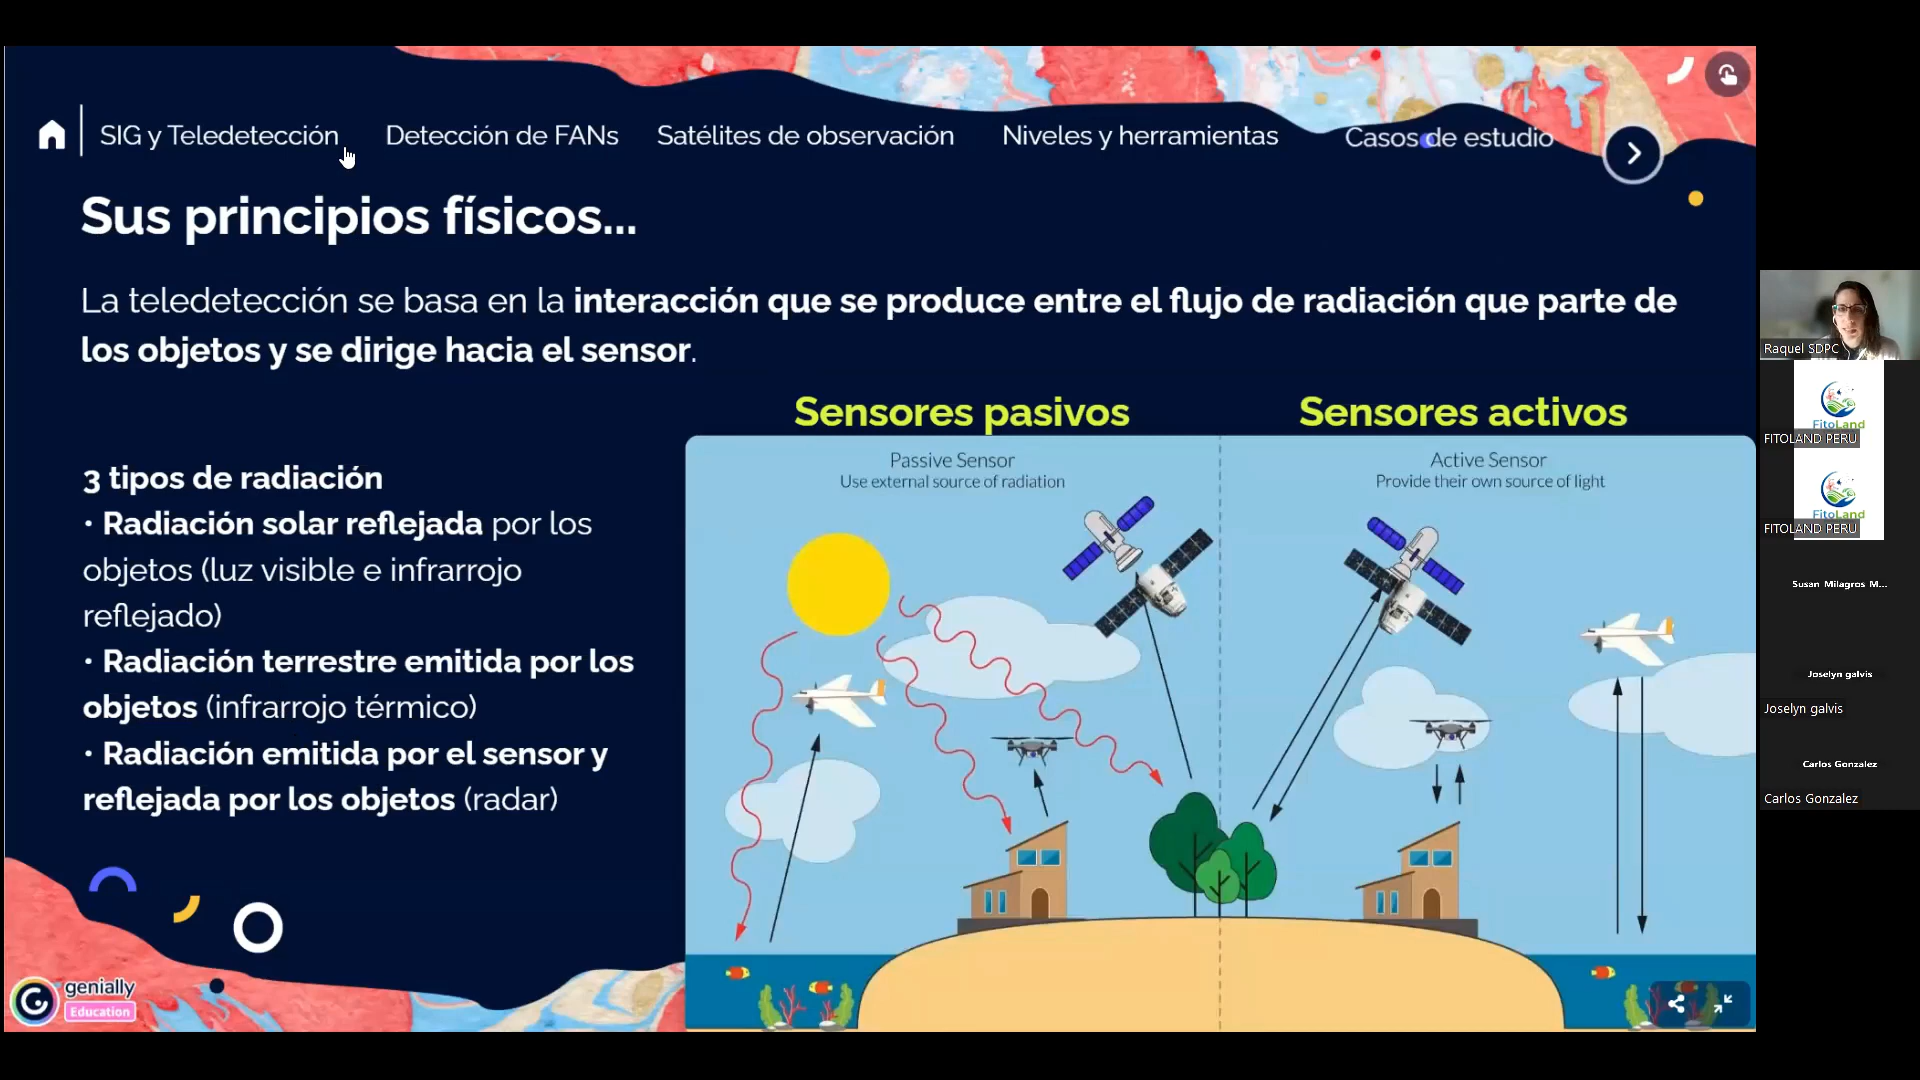 SIG y Teledetección
Detección de FANs
Satélites de observación
Niveles y herramientas
Casos de estudio
Sus principios físicos...
La teledetección se basa en la interacción que se produce entre el flujo de radiación que parte de
los objetos y se dirige hacia el sensor.
Sensores pasivos
Sensores activos
3 tipos de radiación
• Radiación solar reflejada por los
objetos (luz visible e infrarrojo
reflejado)
• Radiación terrestre emitida por los
objetos (infrarrojo térmico)
• Radiación emitida por el sensor y
reflejada por los objetos (radar)
Passive Sensor
Use external source of radiation
Active Sensor
Provide their own source of light
genially
Education
Raquel SDPC
FitoLand
FITOLAND PERU
FitoLand
FITOLAND PERU
Susan Milagros M...
Joselyn galvis
Joselyn galvis
Carlos Gonzalez
Carlos Gonzalez